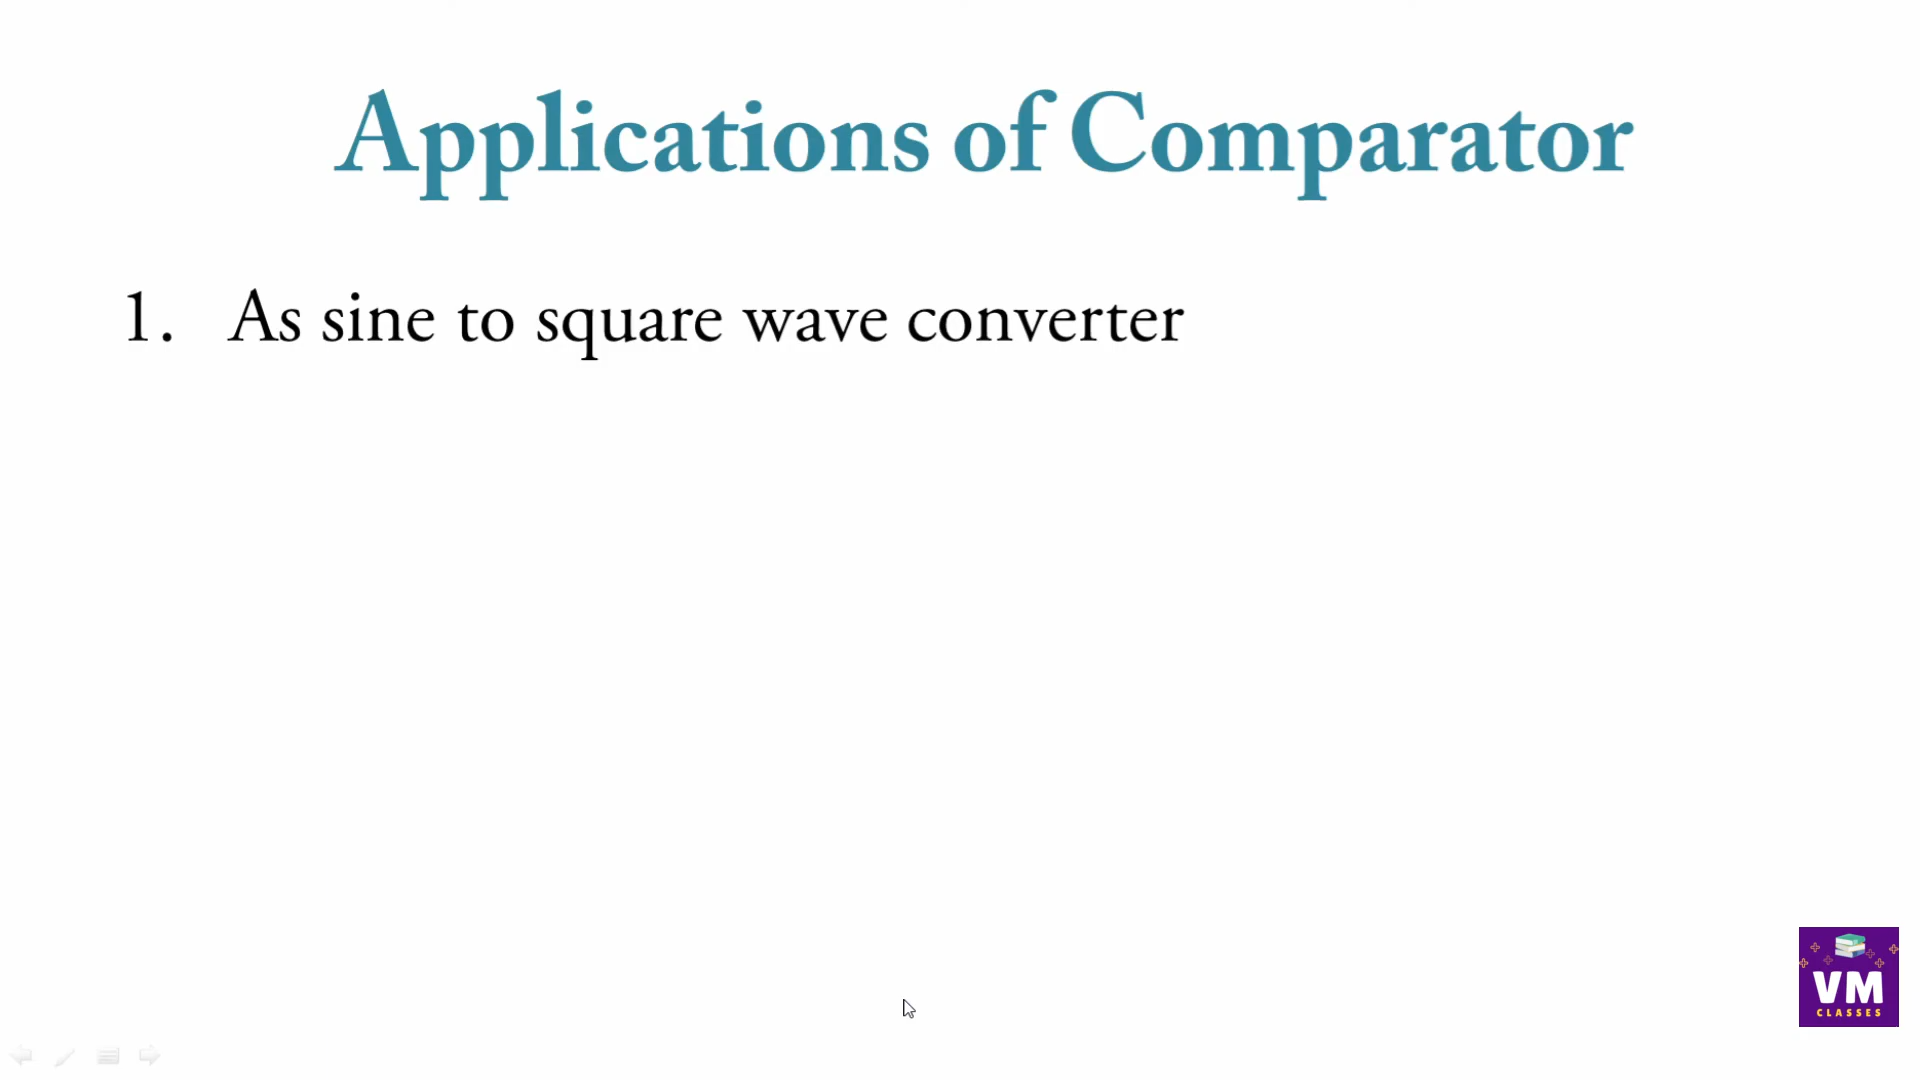 Applications of Comparator
1. As sine to square wave converter
VM
CLASSES